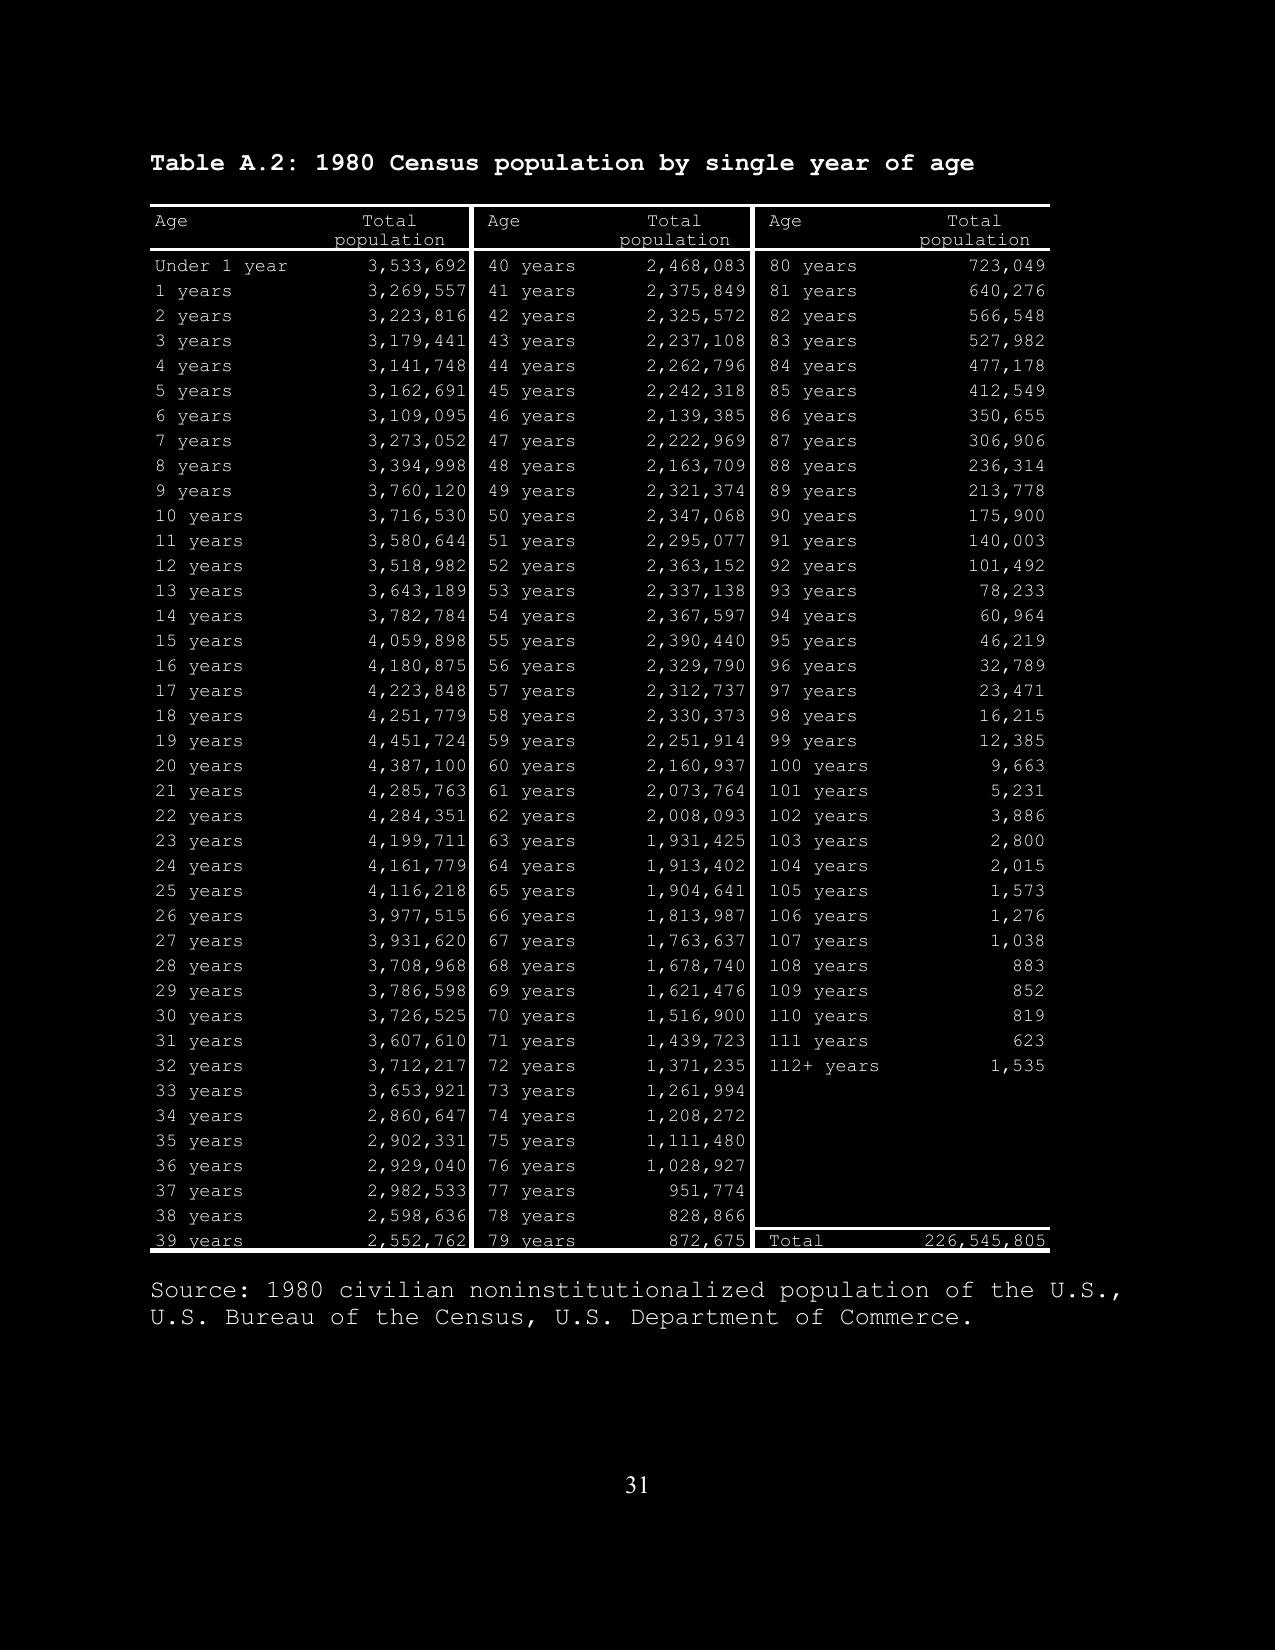 Table A.2: 1980 Census population by single year of age
Age Total population Age Total population Age Total population
Under 1 year 3,533,692 40 years 2,468,083 80 years 723,049
1 years 3,269,557 41 years 2,375,849 81 years 640,276
2 years 3,223,816 42 years 2,325,572 82 years 566,548
3 years 3,179,441 43 years 2,237,108 83 years 527,982
4 years 3,141,748 44 years 2,262,796 84 years 477,178
5 years 3,162,691 45 years 2,242,318 85 years 412,549
6 years 3,109,095 46 years 2,139,385 86 years 350,655
7 years 3,273,052 47 years 2,222,969 87 years 306,906
8 years 3,394,998 48 years 2,163,709 88 years 236,314
9 years 3,760,120 49 years 2,321,374 89 years 213,778
10 years 3,716,530 50 years 2,347,068 90 years 175,900
11 years 3,580,644 51 years 2,295,077 91 years 140,003
12 years 3,518,982 52 years 2,363,152 92 years 101,492
13 years 3,643,189 53 years 2,337,138 93 years 78,233
14 years 3,782,784 54 years 2,367,597 94 years 60,964
15 years 4,059,898 55 years 2,390,440 95 years 46,219
16 years 4,180,875 56 years 2,329,790 96 years 32,789
17 years 4,223,848 57 years 2,312,737 97 years 23,471
18 years 4,251,779 58 years 2,330,373 98 years 16,215
19 years 4,451,724 59 years 2,251,914 99 years 12,385
20 years 4,387,100 60 years 2,160,937 100 years 9,663
21 years 4,285,763 61 years 2,073,764 101 years 5,231
22 years 4,284,351 62 years 2,008,093 102 years 3,886
23 years 4,199,711 63 years 1,931,425 103 years 2,800
24 years 4,161,779 64 years 1,913,402 104 years 2,015
25 years 4,116,218 65 years 1,904,641 105 years 1,573
26 years 3,977,515 66 years 1,813,987 106 years 1,276
27 years 3,931,620 67 years 1,763,637 107 years 1,038
28 years 3,708,968 68 years 1,678,740 108 years 883
29 years 3,786,598 69 years 1,621,476 109 years 852
30 years 3,726,525 70 years 1,516,900 110 years 819
31 years 3,607,610 71 years 1,439,723 111 years 623
32 years 3,712,217 72 years 1,371,235 112+ years 1,535
33 years 3,653,921 73 years 1,261,994
34 years 2,860,647 74 years 1,208,272
35 years 2,902,331 75 years 1,111,480
36 years 2,929,040 76 years 1,028,927
37 years 2,982,533 77 years 951,774
38 years 2,598,636 78 years 828,866
39 years 2,552,762 79 years 872,675 Total 226,545,805
Source: 1980 civilian noninstitutionalized population of the U.S.,
U.S. Bureau of the Census, U.S. Department of Commerce.
31